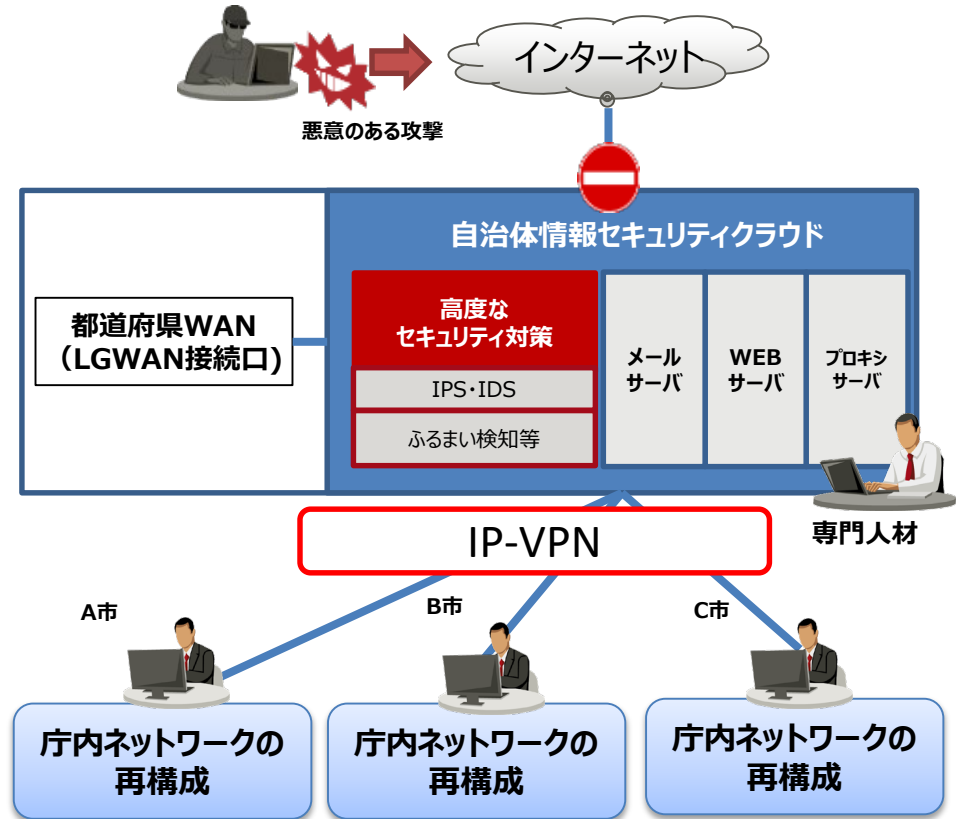 インターネット
悪意のある攻撃
自治体情報セキュリティクラウド
都道府県WAN
（LGWAN接続口)
高度な
セキュリティ対策
IPS・IDS
ふるまい検知等
メール
サーバ
WEB
サーバ
プロキシ
サーバ
専門人材
IP-VPN
A市
B市
C市
庁内ネットワークの
再構成
庁内ネットワークの
再構成
庁内ネットワークの
再構成